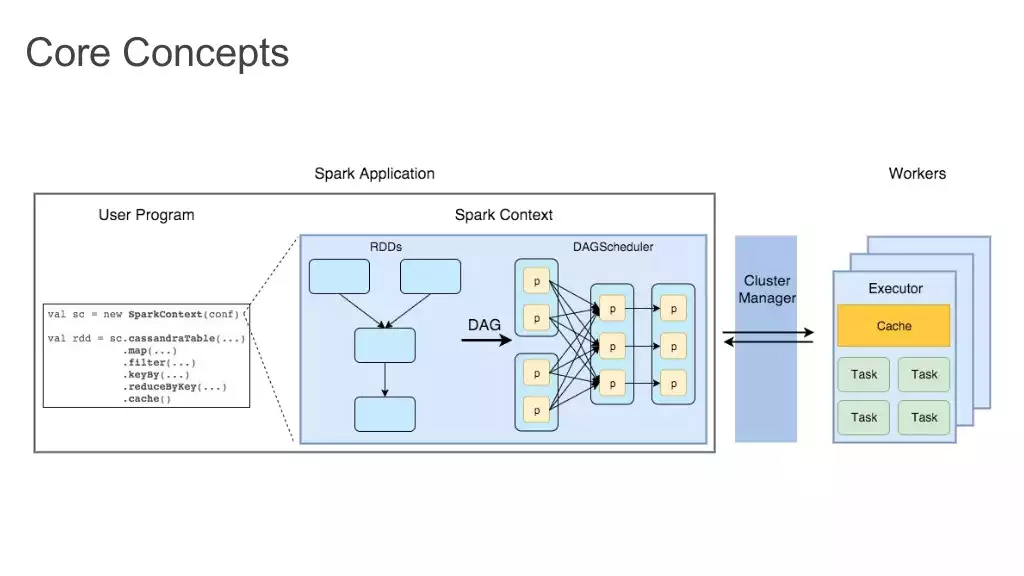 Core Concepts
Spark Application
Workers
User Program
Spark Context
RDDs
DAGScheduler
val sc = new SparkContext(conf)
val rdd = sc.cassandraTable(...)
.map(...)
.filter(...)
.keyBy(...)
.reduceByKey(...)
.cache()
DAG
p
p
p
p
p
p
p
p
p
p
Cluster
Manager
Executor
Cache
Task
Task
Task
Task